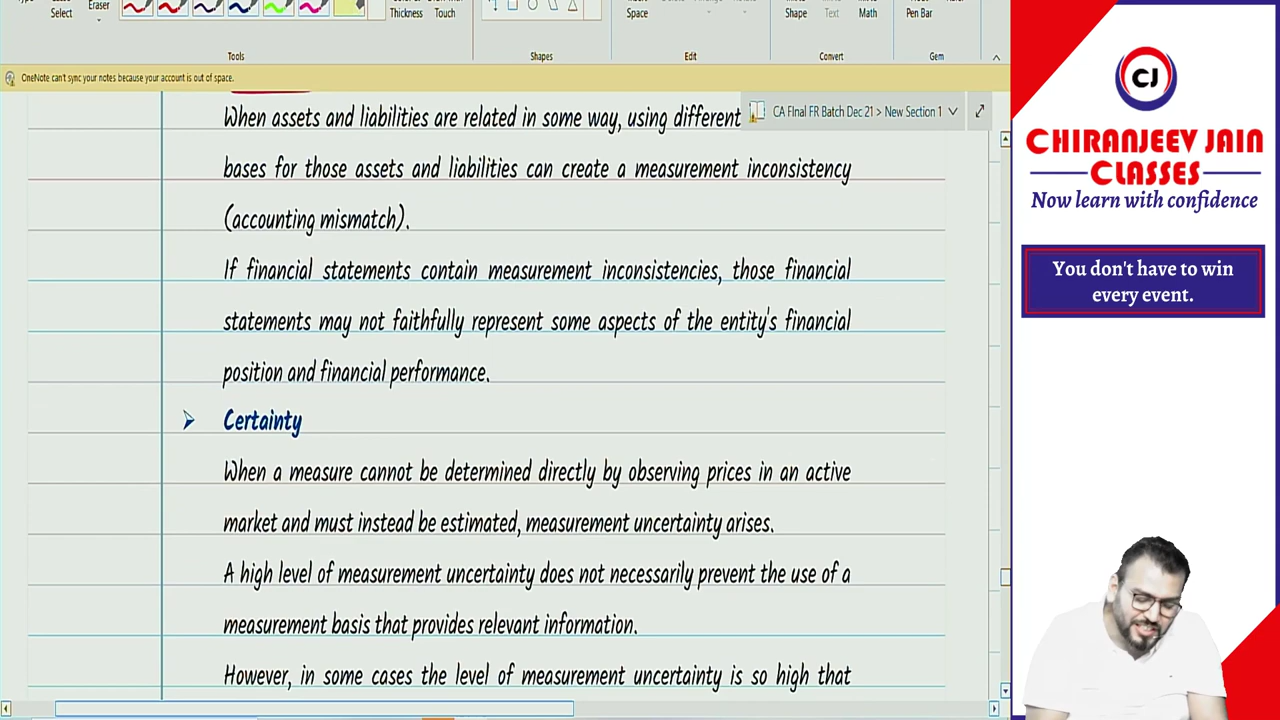 Eraser
Select
Thickness
Touch
Space
Shape
Text
Math
Pen Bar
Tools
Shapes
Edit
Convert
Gem
OneNote can't sync your notes because your account is out of space.
CA FInal FR Batch Dec 21 > New Section 1
When assets and liabilities are related in some way, using different
bases for those assets and liabilities can create a measurement inconsistency
(accounting mismatch).
If financial statements contain measurement inconsistencies, those financial
statements may not faithfully represent some aspects of the entity's financial
position and financial performance.
Certainty
When a measure cannot be determined directly by observing prices in an active
market and must instead be estimated, measurement uncertainty arises.
A high level of measurement uncertainty does not necessarily prevent the use of a
measurement basis that provides relevant information.
However, in some cases the level of measurement uncertainty is so high that
CJ
CHIRANJEEV JAIN
CLASSES
Now learn with confidence
You don't have to win
every event.